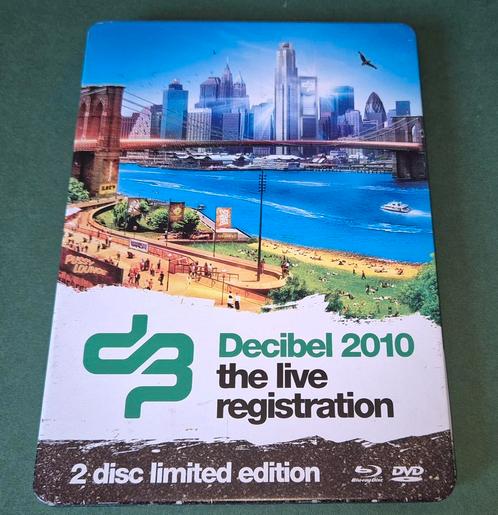 Decibel 2010
the live
registration
2 disc limited edition
Blu-ray Disc
DVD